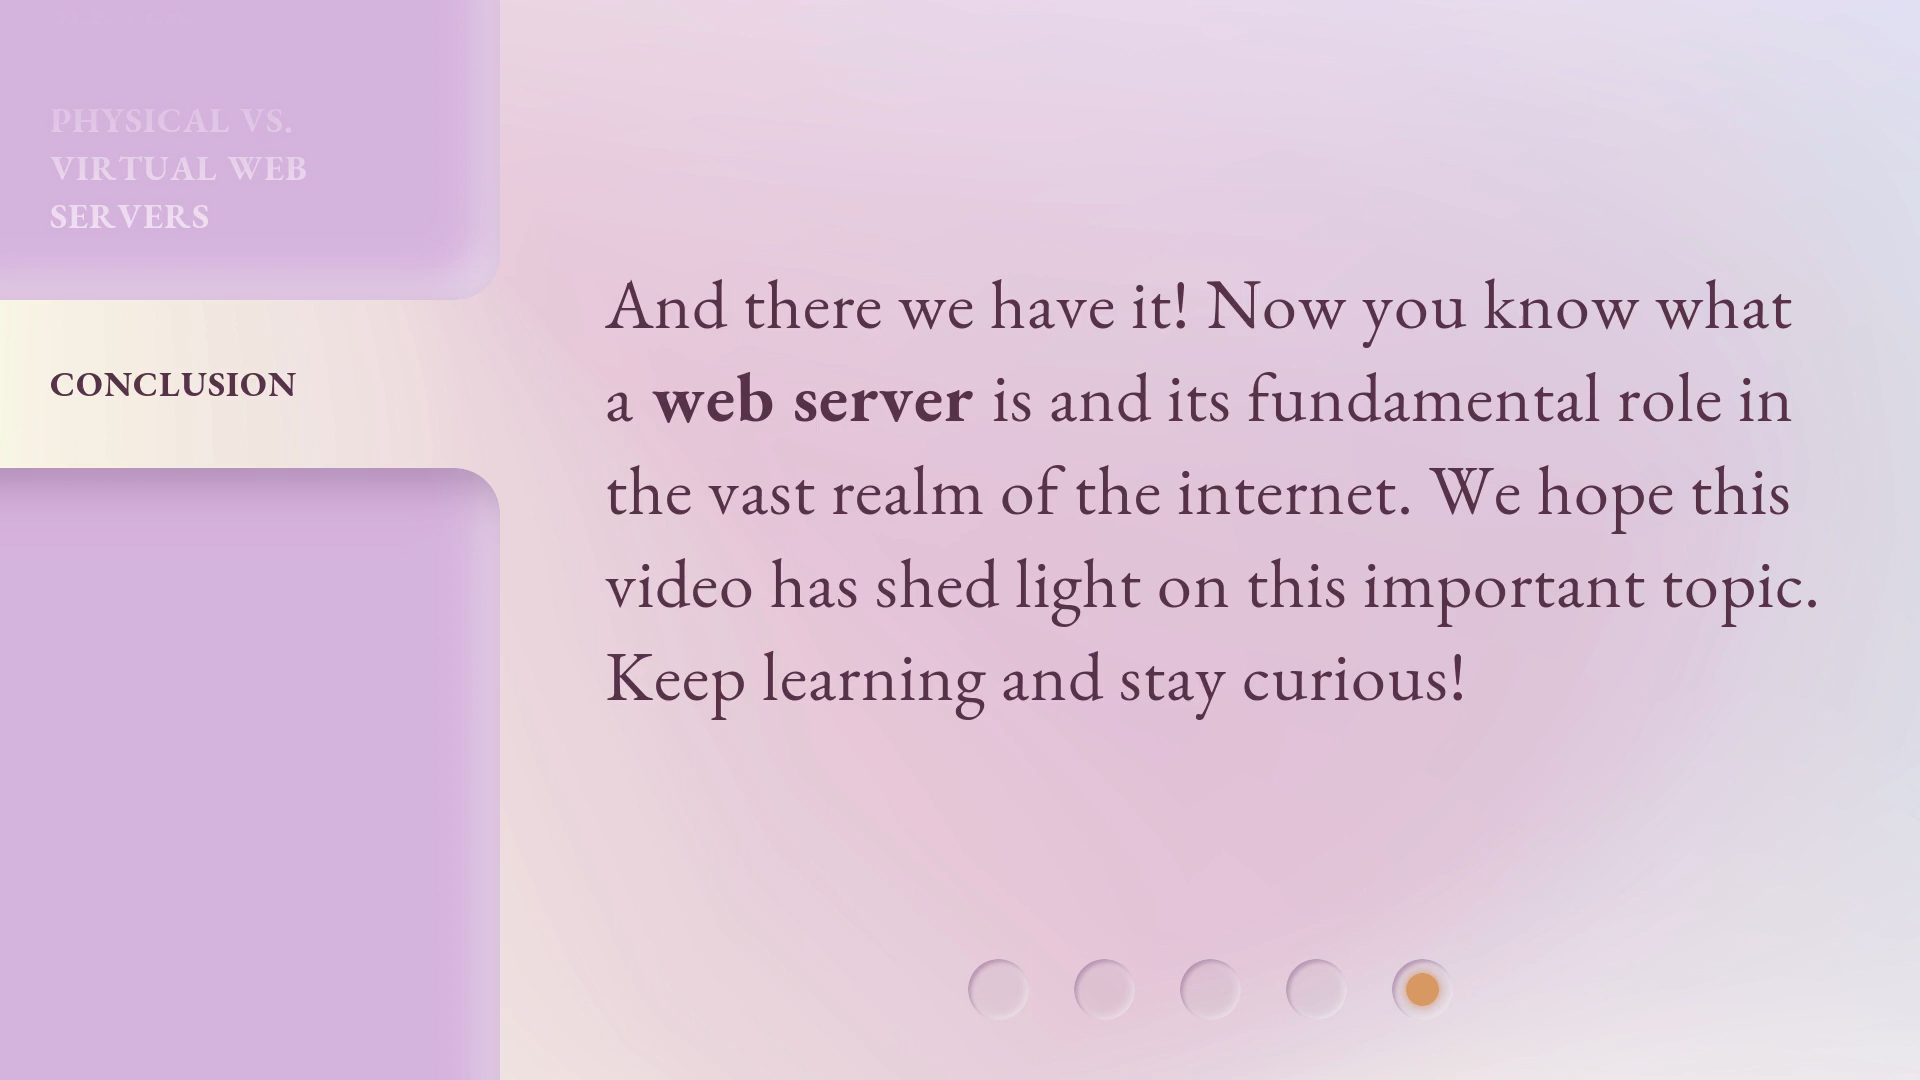 PHYSICAL VS.
VIRTUAL WEB
SERVERS
CONCLUSION
And there we have it! Now you know what
a web server is and its fundamental role in
the vast realm of the internet. We hope this
video has shed light on this important topic.
Keep learning and stay curious!